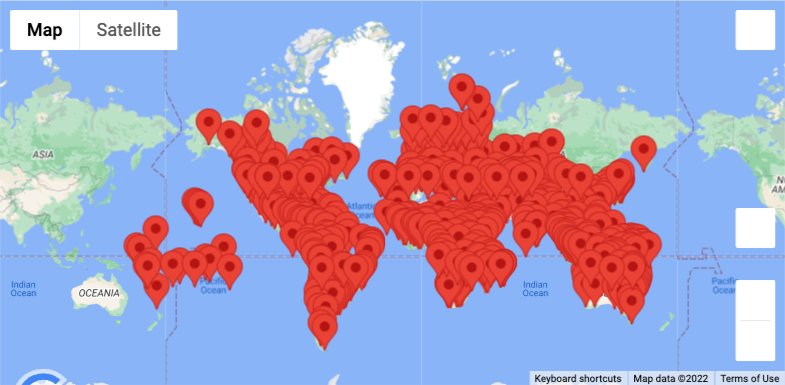 Map Satellite
ASIA
Atlantic
Ocean
Indian
Ocean
OCEANIA
Pacific
Ocean
Indian
Ocean
Pacific
Ocean
Keyboard shortcuts Map data ©2022 Terms of Use